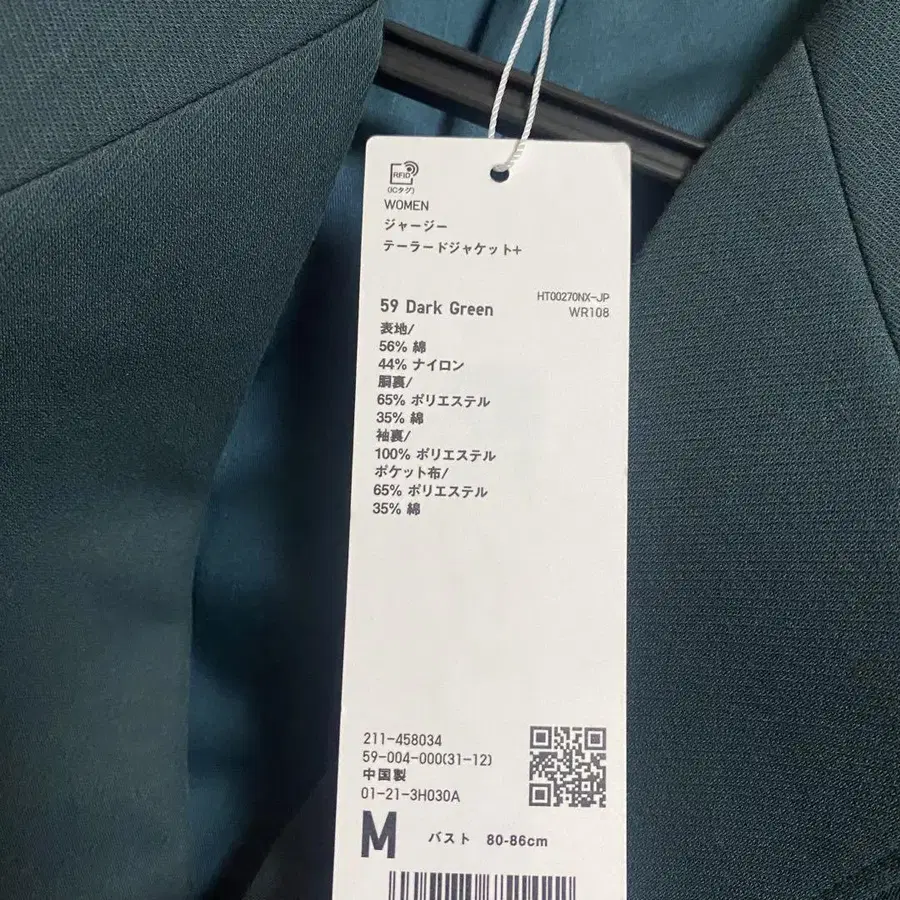 RFID
(ICタグ)
WOMEN
ジャージー
テーラードジャケット+
59 Dark Green
HT00270NX-JP
WR108
表地/
56% 綿
44% ナイロン
胴裏/
65% ポリエステル
35% 綿
袖裏/
100% ポリエステル
ポケット布/
65% ポリエステル
35% 綿
211-458034
59-004-000(31-12)
中国製
01-21-3H030A
M バスト 80-86cm